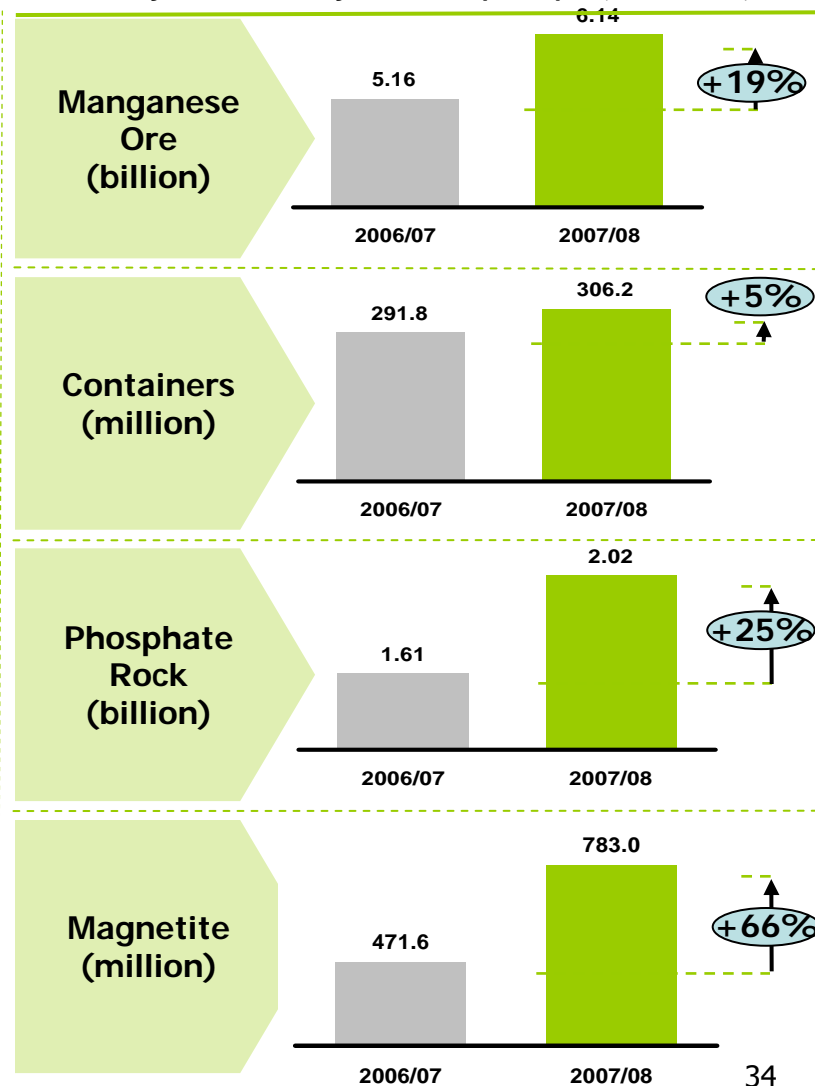 6.14
5.16
+19%
Manganese
Ore
(billion)
2006/07
2007/08
+5%
306.2
291.8
Containers
(million)
2006/07
2007/08
2.02
+25%
1.61
Phosphate
Rock
(billion)
2006/07
2007/08
783.0
+66%
471.6
Magnetite
(million)
2006/07
2007/08
34